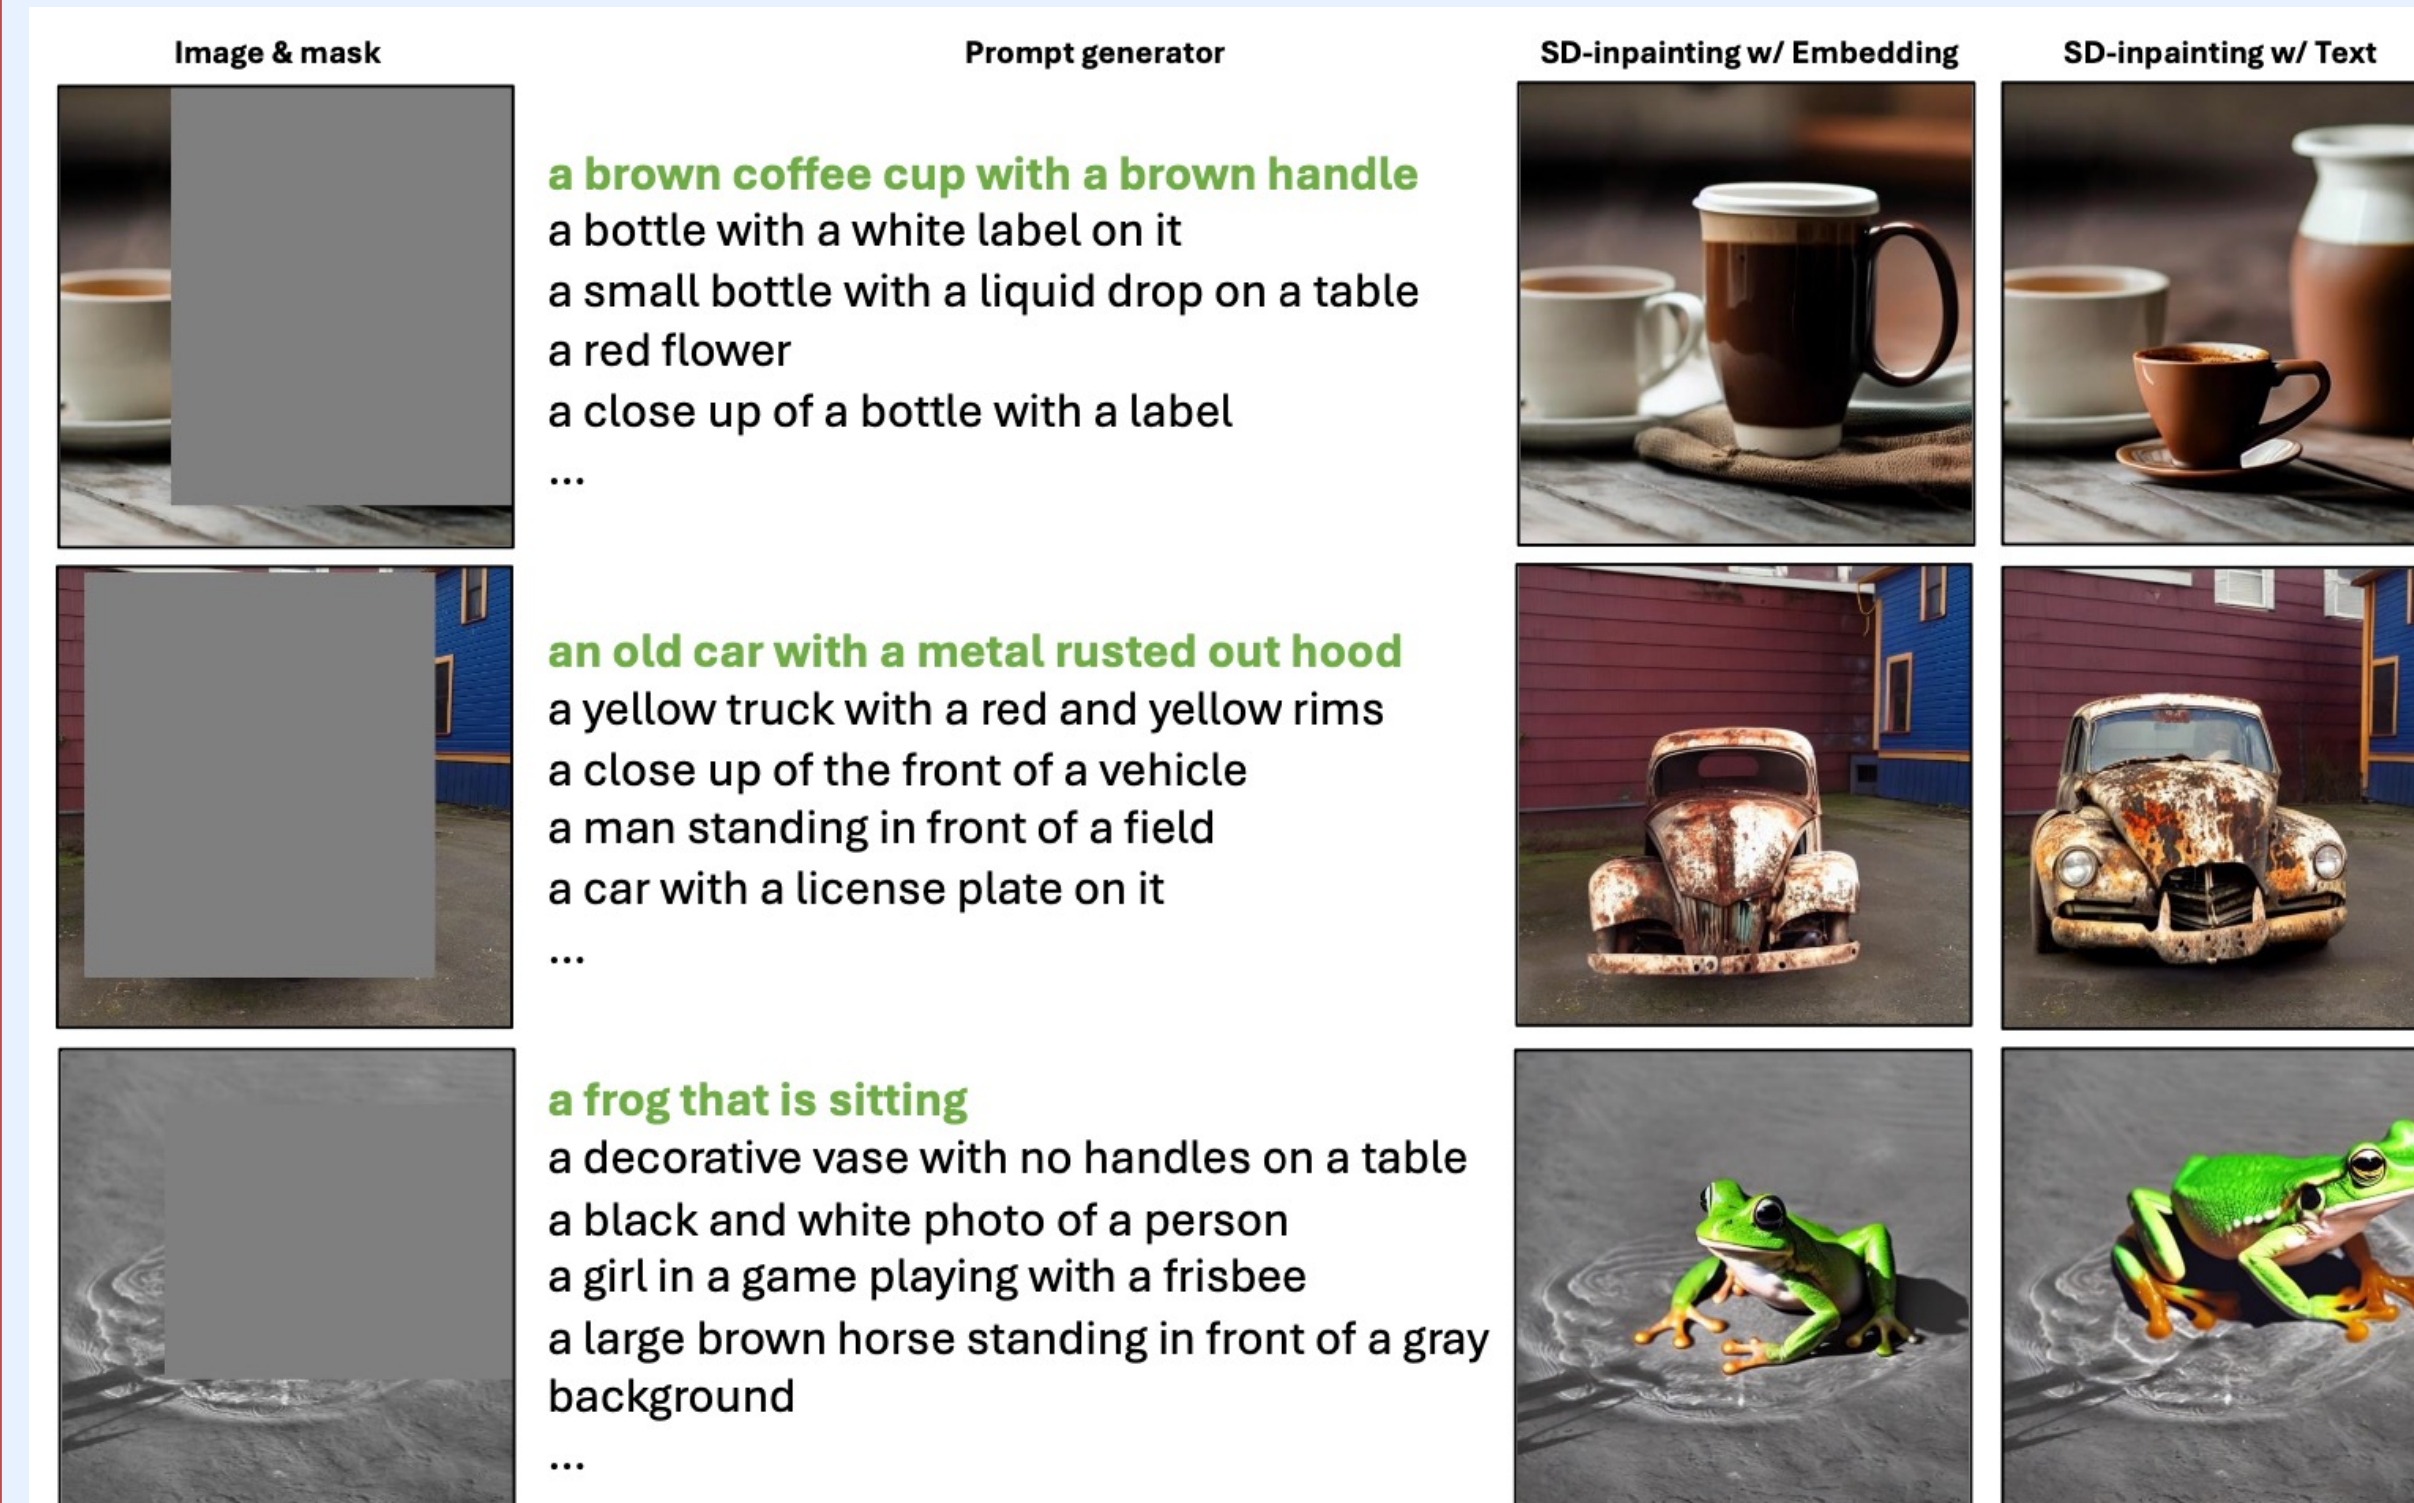 Image & mask
Prompt generator
SD-inpainting w/ Embedding
SD-inpainting w/ Text
a brown coffee cup with a brown handle
a bottle with a white label on it
a small bottle with a liquid drop on a table
a red flower
a close up of a bottle with a label
...
an old car with a metal rusted out hood
a yellow truck with a red and yellow rims
a close up of the front of a vehicle
a man standing in front of a field
a car with a license plate on it
...
a frog that is sitting
a decorative vase with no handles on a table
a black and white photo of a person
a girl in a game playing with a frisbee
a large brown horse standing in front of a gray
background
...